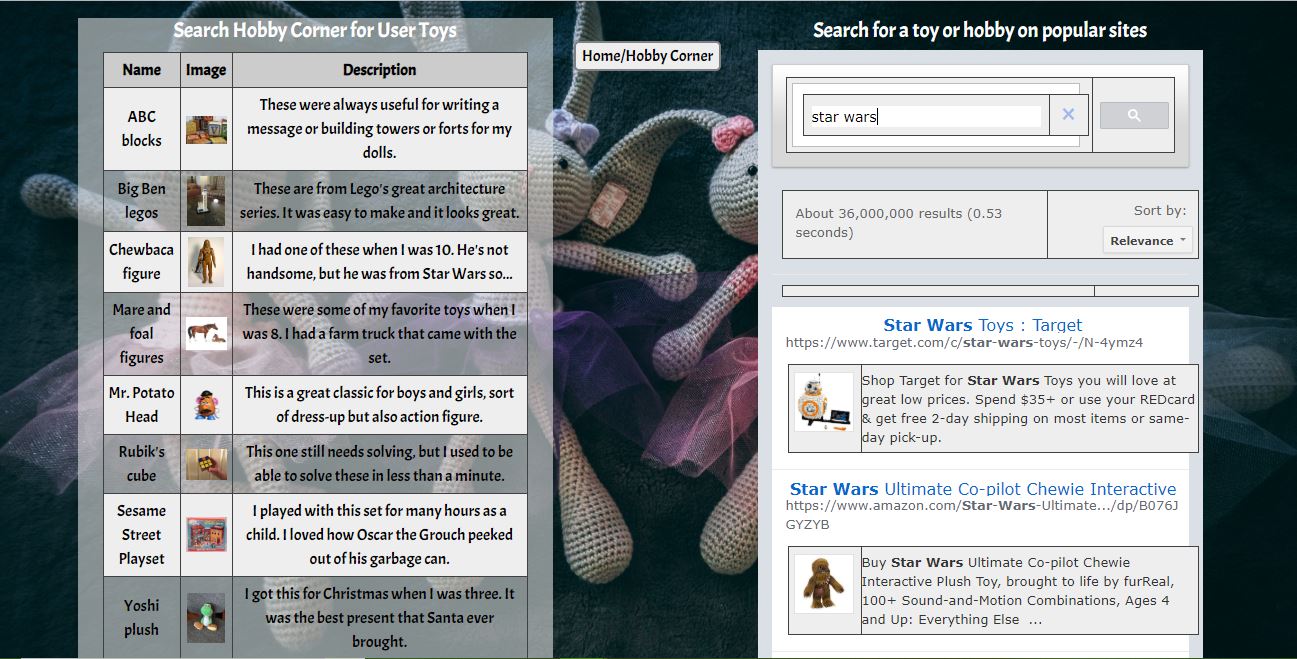 Search Hobby Corner for User Toys
Name Image Description
ABC blocks
These were always useful for writing a
message or building towers or forts for my
dolls.
Big Ben legos
These are from Lego's great architecture
series. It was easy to make and it looks great.
Chewbaca figure
I had one of these when I was 10. He's not
handsome, but he was from Star Wars so...
Mare and foal figures
These were some of my favorite toys when I
was 8. I had a farm truck that came with the
set.
Mr. Potato Head
This is a great classic for boys and girls, sort
of dress-up but also action figure.
Rubik's cube
This one still needs solving, but I used to be
able to solve these in less than a minute.
Sesame Street Playset
I played with this set for many hours as a
child. I loved how Oscar the Grouch peeked
out of his garbage can.
Yoshi plush
I got this for Christmas when I was three. It
was the best present that Santa ever
brought.
Home/Hobby Corner
Search for a toy or hobby on popular sites
star wars
About 36,000,000 results (0.53
seconds)
Sort by:
Relevance
Star Wars Toys : Target
https://www.target.com/c/star-wars-toys/-/N-4ymz4
Shop Target for Star Wars Toys you will love at
great low prices. Spend $35+ or use your REDcard
& get free 2-day shipping on most items or same-
day pick-up.
Star Wars Ultimate Co-pilot Chewie Interactive
https://www.amazon.com/Star-Wars-Ultimate.../dp/B076J
GYZYB
Buy Star Wars Ultimate Co-pilot Chewie
Interactive Plush Toy, brought to life by furReal,
100+ Sound-and-Motion Combinations, Ages 4
and Up: Everything Else ...